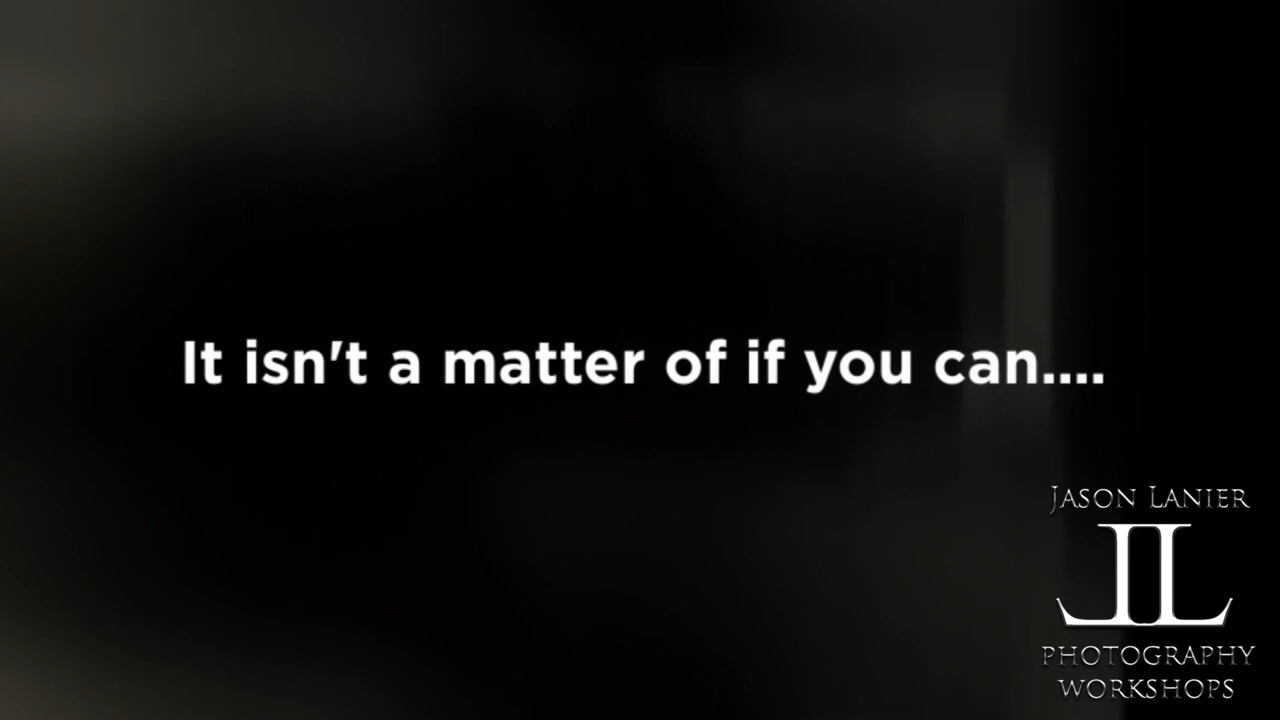 It isn't a matter of if you can....
JASON LANIER
JL
PHOTOGRAPHY
WORKSHOPS